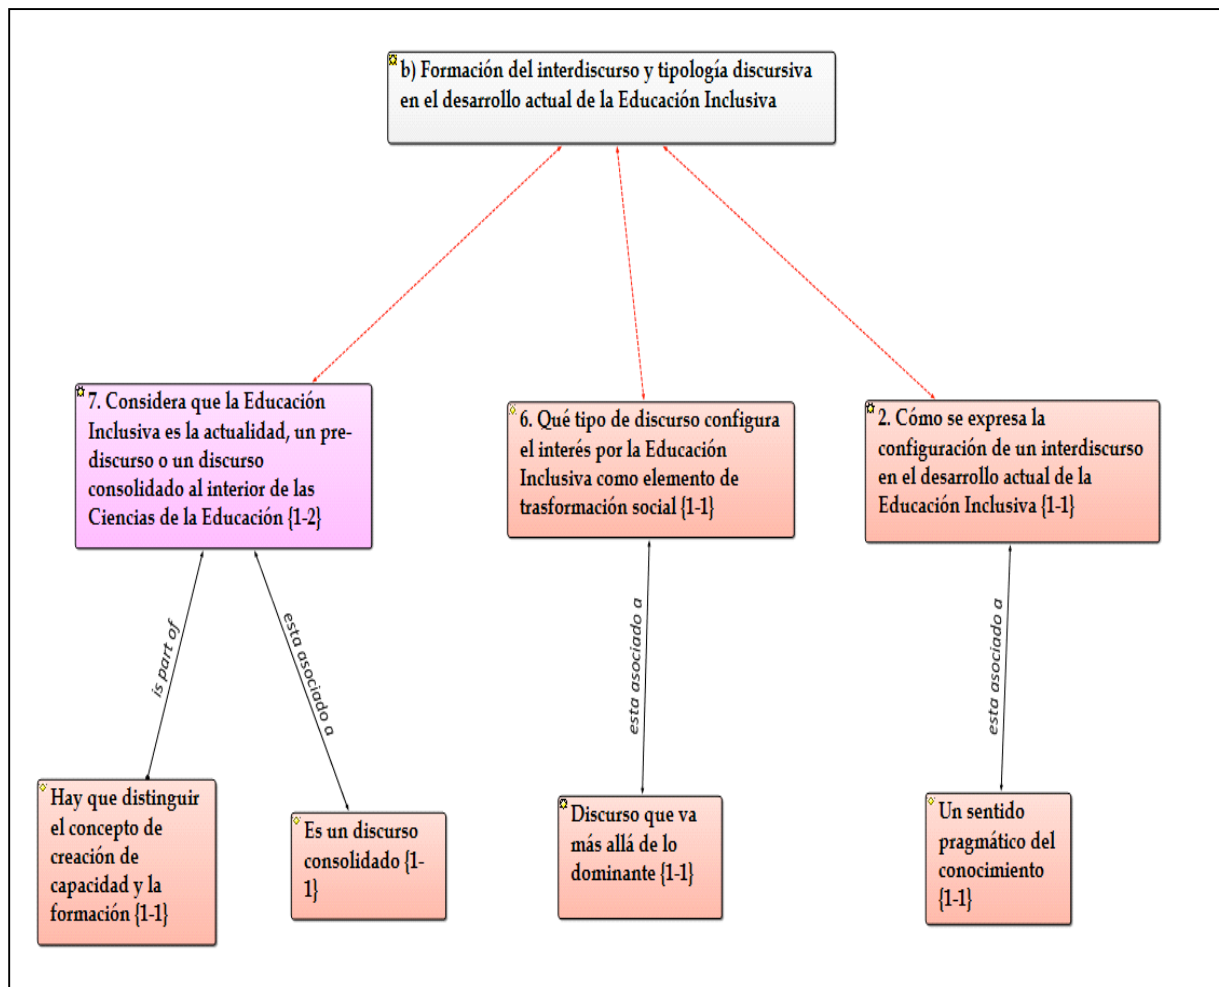 b) Formación del interdiscurso y tipología discursiva
en el desarrollo actual de la Educación Inclusiva
7. Considera que la Educación
Inclusiva es la actualidad, un pre-
discurso o un discurso
consolidado al interior de las
Ciencias de la Educación {1-2}
6. Qué tipo de discurso configura
el interés por la Educación
Inclusiva como elemento de
trasformación social {1-1}
2. Cómo se expresa la
configuración de un interdiscurso
en el desarrollo actual de la
Educación Inclusiva {1-1}
is part of
esta asociado a
esta asociado a
esta asociado a
Hay que distinguir
el concepto de
creación de
capacidad y la
formación {1-1}
Es un discurso
consolidado {1-
1}
Discurso que va
más allá de lo
dominante {1-1}
Un sentido
pragmático del
conocimiento
{1-1}